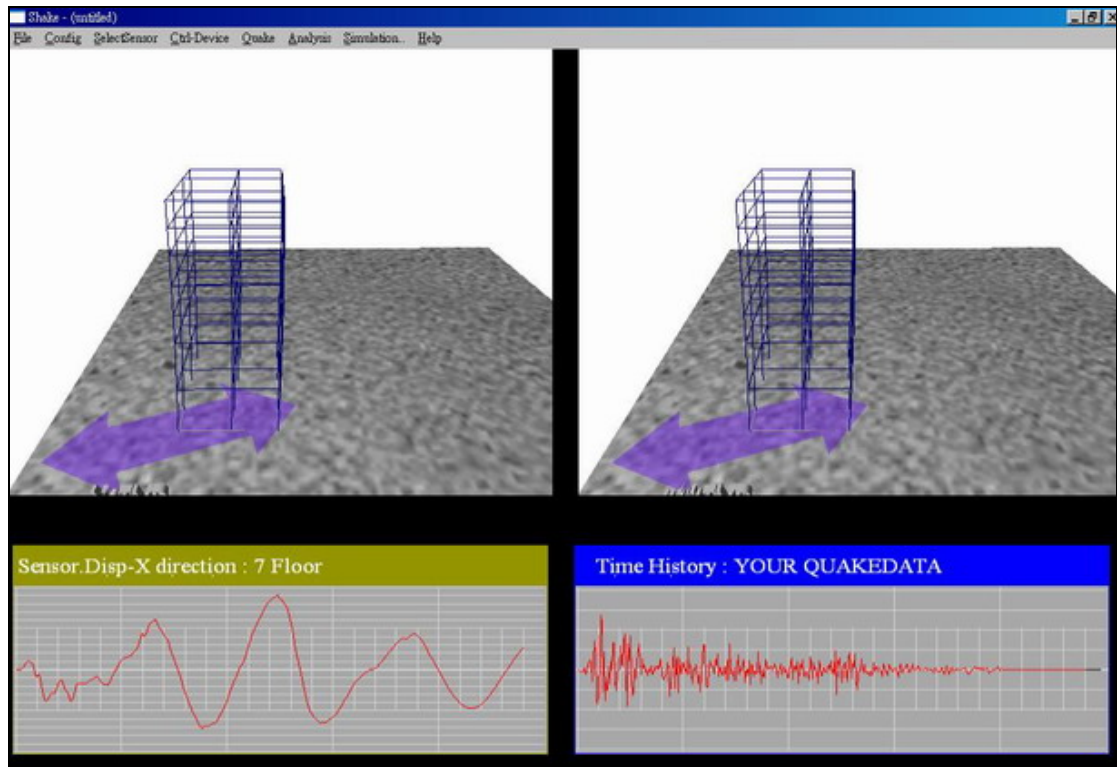 Shake - (untitled)
File Config SelectSensor Ctrl-Device Quake Analysis Simulation.. Help
Sensor.Disp-X direction : 7 Floor
Time History : YOUR QUAKEDATA